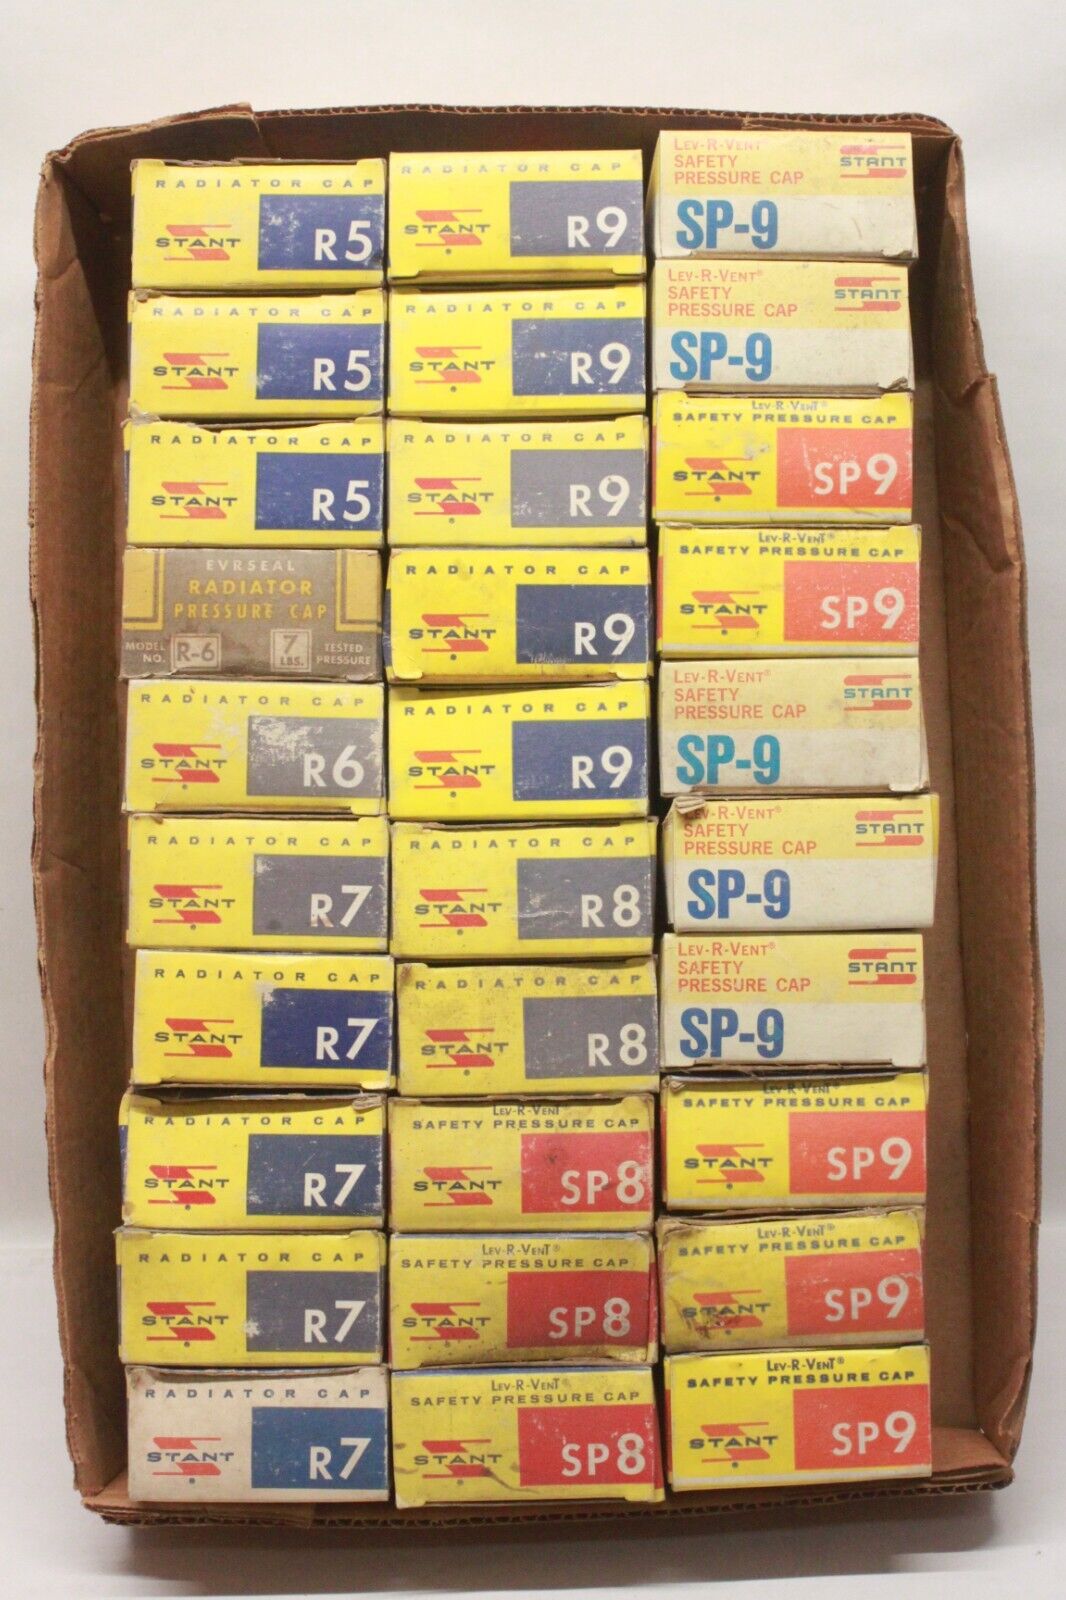 RADIATOR CAP
STANT
R5
RADIATOR CAP
STANT
R5
RADIATOR CAP
STANT
R5
EVRSEAL
RADIATOR
PRESSURE CAP
MODEL NO. R-6 7 LBS. TESTED PRESSURE
RADIATOR CAP
STANT
R6
RADIATOR CAP
STANT
R7
RADIATOR CAP
STANT
R7
RADIATOR CAP
STANT
R7
RADIATOR CAP
STANT
R7
RADIATOR CAP
STANT
R7
RADIATOR CAP
STANT
R9
RADIATOR CAP
STANT
R9
RADIATOR CAP
STANT
R9
RADIATOR CAP
STANT
R9
RADIATOR CAP
STANT
R9
RADIATOR CAP
STANT
R8
RADIATOR CAP
STANT
R8
LEV-R-VENT®
SAFETY PRESSURE CAP
STANT
SP8
LEV-R-VENT®
SAFETY PRESSURE CAP
STANT
SP8
LEV-R-VENT®
SAFETY PRESSURE CAP
STANT
SP8
LEV-R-VENT®
SAFETY
PRESSURE CAP
STANT
SP-9
LEV-R-VENT®
SAFETY
PRESSURE CAP
STANT
SP-9
LEV-R-VENT®
SAFETY PRESSURE CAP
STANT
SP9
LEV-R-VENT®
SAFETY PRESSURE CAP
STANT
SP9
LEV-R-VENT®
SAFETY
PRESSURE CAP
STANT
SP-9
LEV-R-VENT®
SAFETY
PRESSURE CAP
STANT
SP-9
LEV-R-VENT®
SAFETY
PRESSURE CAP
STANT
SP-9
LEV-R-VENT®
SAFETY PRESSURE CAP
STANT
SP9
LEV-R-VENT®
SAFETY PRESSURE CAP
STANT
SP9
LEV-R-VENT®
SAFETY PRESSURE CAP
STANT
SP9